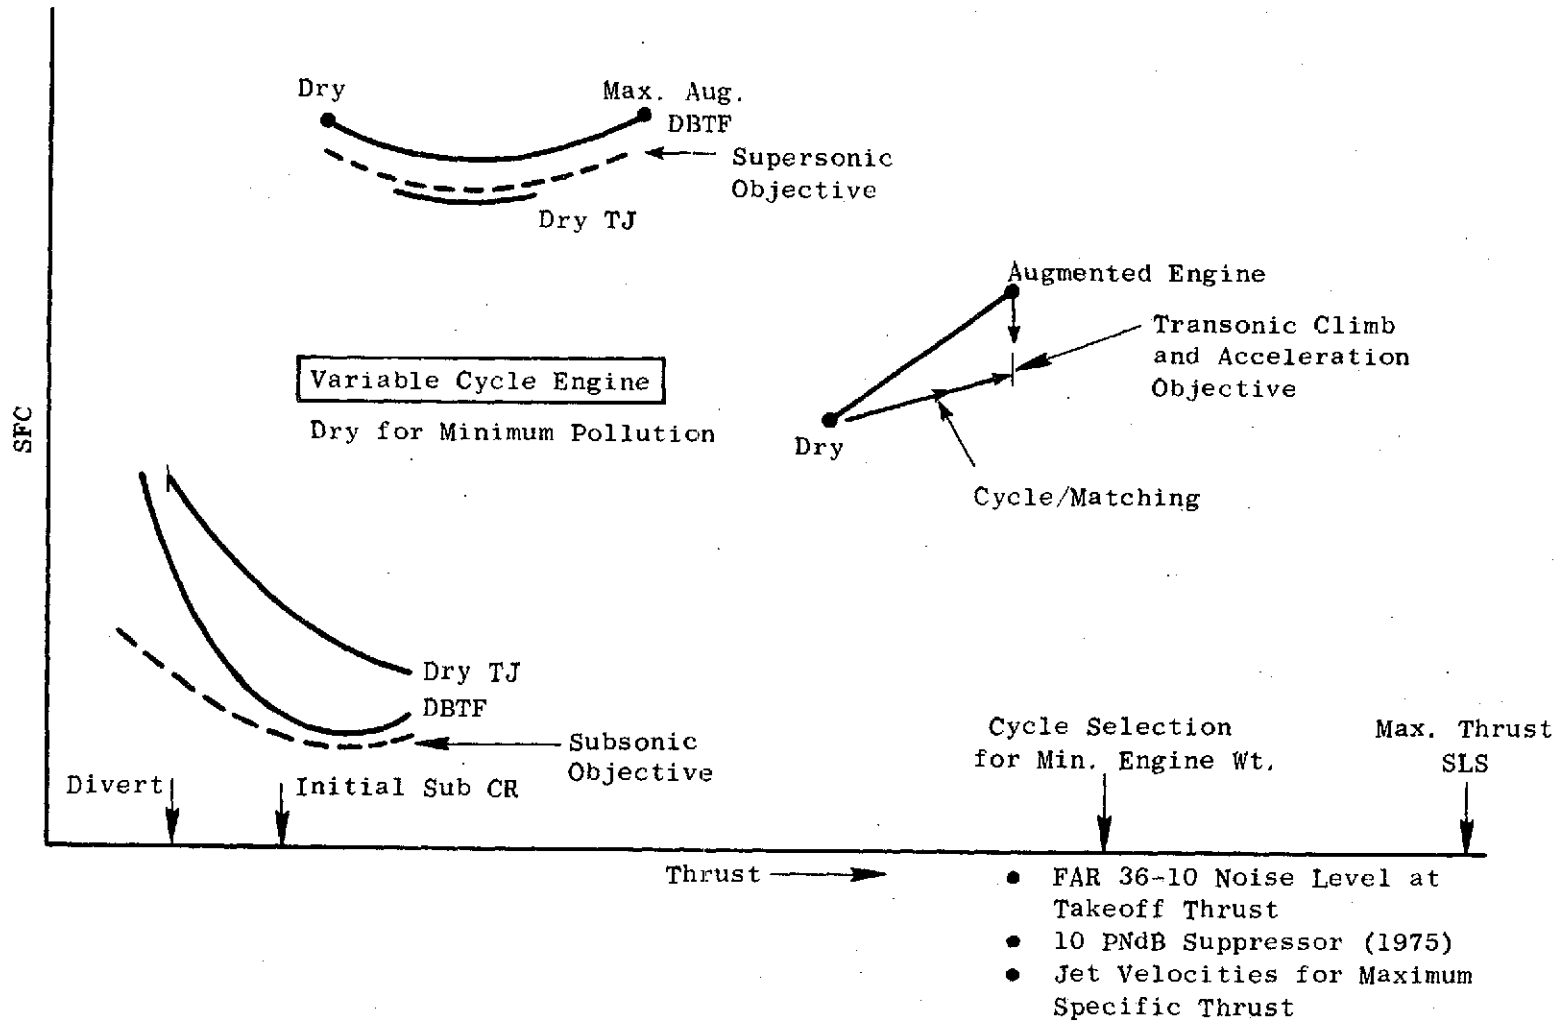 Dry
Max. Aug.
DBTF
Supersonic
Objective
Dry TJ
Augmented Engine
Transonic Climb
and Acceleration
Objective
Variable Cycle Engine
Dry for Minimum Pollution
Dry
Cycle/Matching
SFC
Dry TJ
DBTF
Subsonic
Objective
Divert
Initial Sub CR
Cycle Selection
for Min. Engine Wt.
Max. Thrust
SLS
Thrust
● FAR 36-10 Noise Level at
Takeoff Thrust
● 10 PNdB Suppressor (1975)
● Jet Velocities for Maximum
Specific Thrust